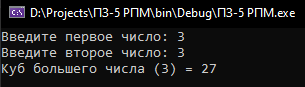 D:\Projects\ПЗ-5 РПМ\bin\Debug\ПЗ-5 РПМ.exe
Введите первое число: 3
Введите второе число: 3
Куб большего числа (3) = 27